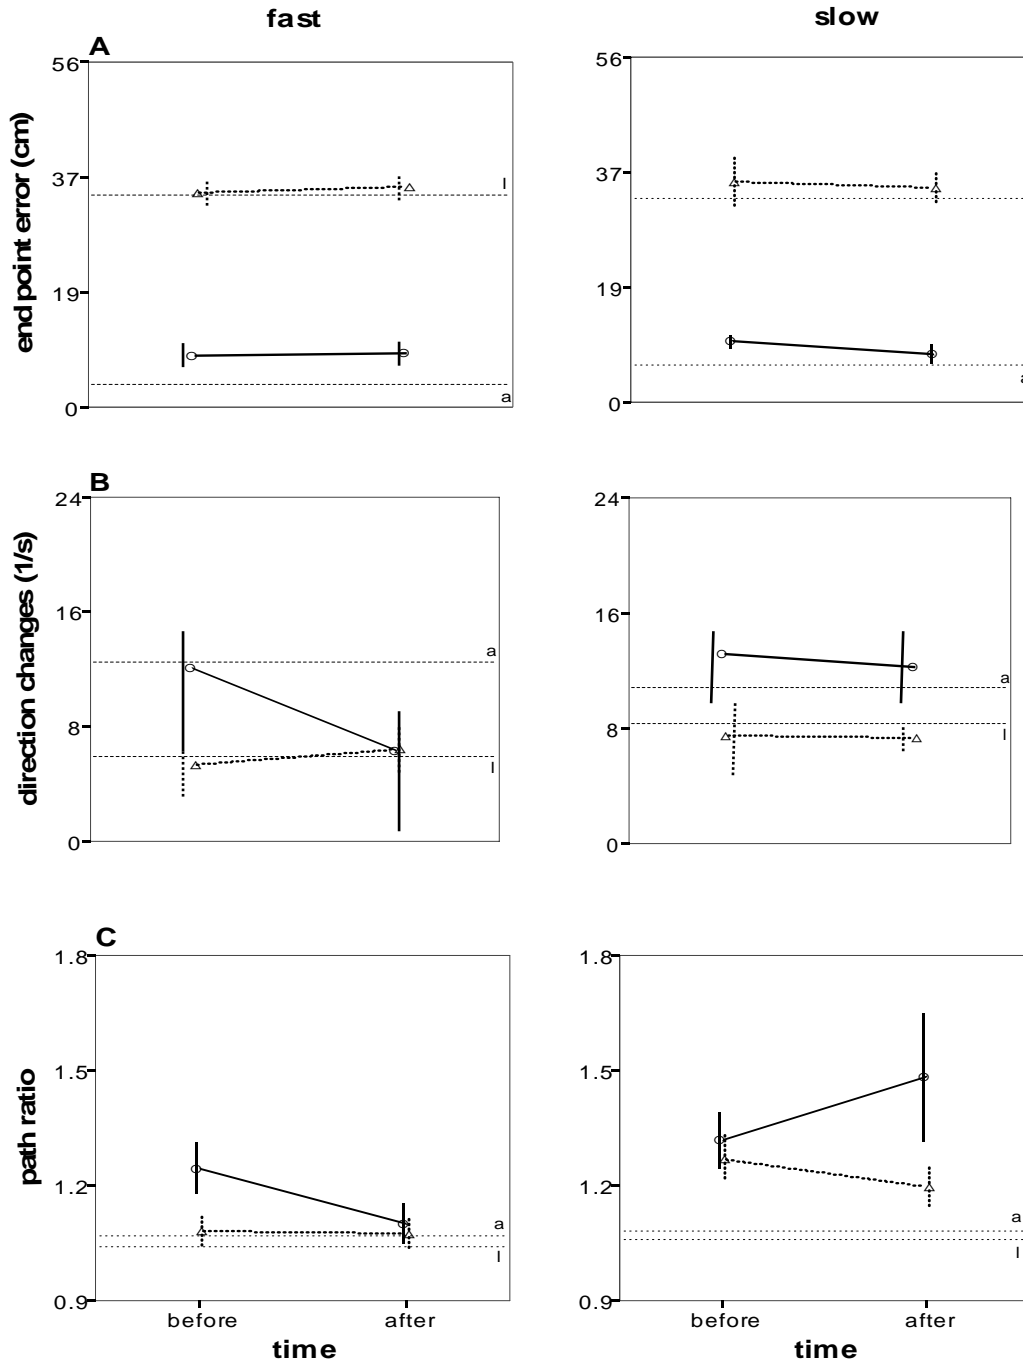 fast
slow
A
56
37
19
0
end point error (cm)
l
a
56
37
19
0
a
B
24
16
8
0
direction changes (1/s)
a
l
24
16
8
0
a
l
C
1.8
1.5
1.2
0.9
path ratio
a
l
before
after
time
1.8
1.5
1.2
0.9
a
l
before
after
time